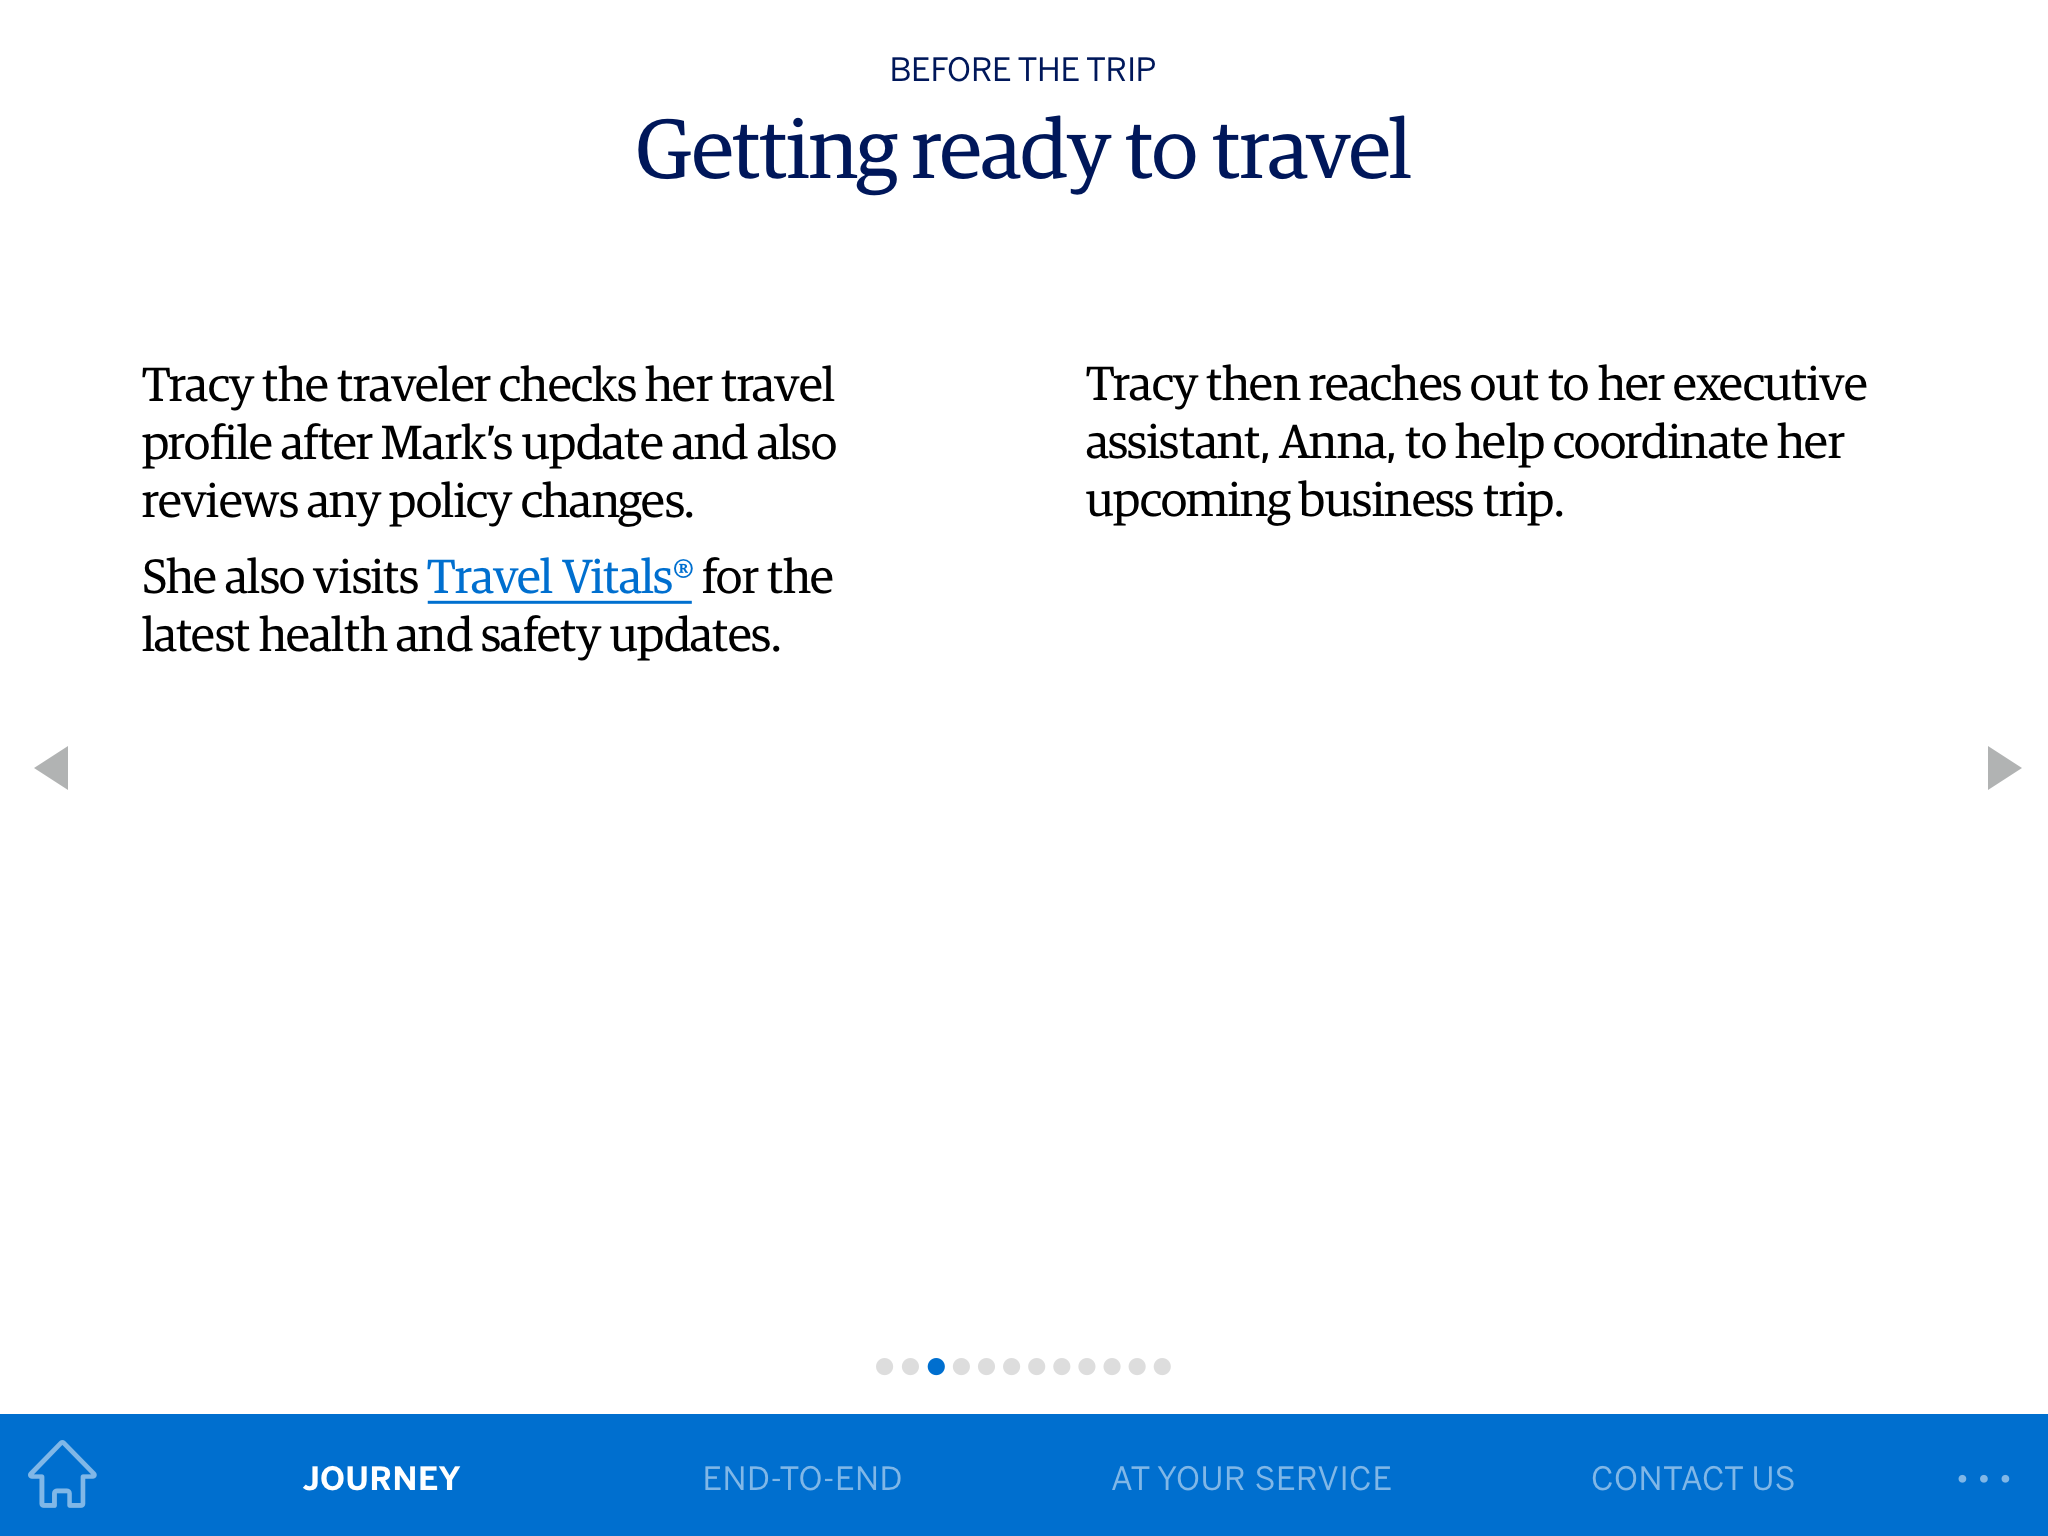 BEFORE THE TRIP
Getting ready to travel
Tracy the traveler checks her travel
profile after Mark’s update and also
reviews any policy changes.
She also visits Travel Vitals® for the
latest health and safety updates.
Tracy then reaches out to her executive
assistant, Anna, to help coordinate her
upcoming business trip.
JOURNEY
END-TO-END
AT YOUR SERVICE
CONTACT US